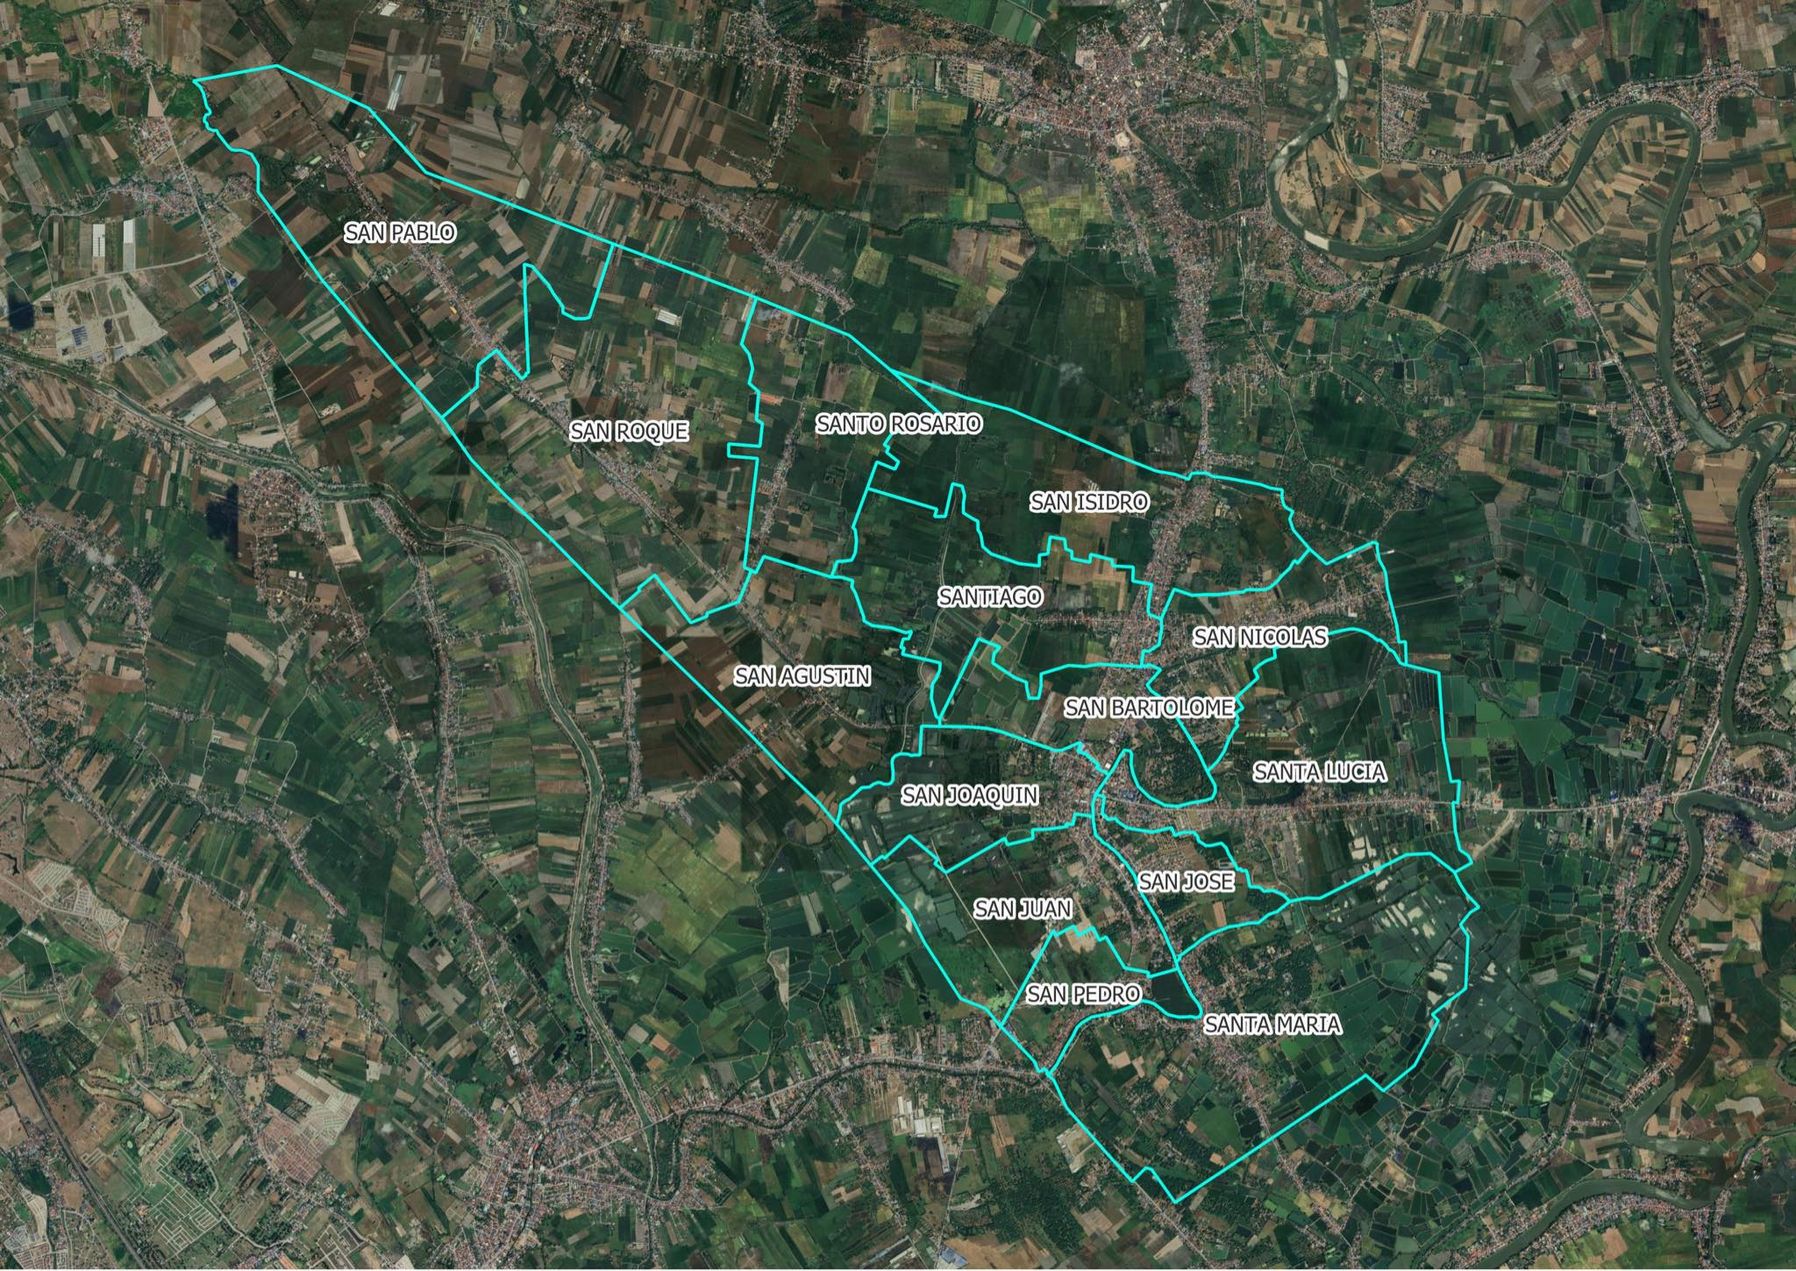 SAN PABLO
SAN ROQUE
SANTO ROSARIO
SAN ISIDRO
SANTIAGO
SAN NICOLAS
SAN AGUSTIN
SAN BARTOLOME
SANTA LUCIA
SAN JOAQUIN
SAN JOSE
SAN JUAN
SAN PEDRO
SANTA MARIA